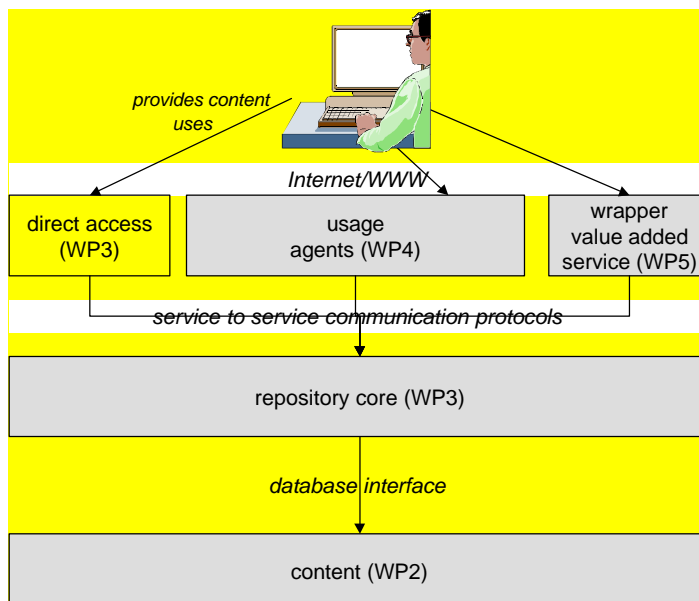 provides content
uses
Internet/WWW
direct access
(WP3)
usage
agents (WP4)
wrapper
value added
service (WP5)
service to service communication protocols
repository core (WP3)
database interface
content (WP2)